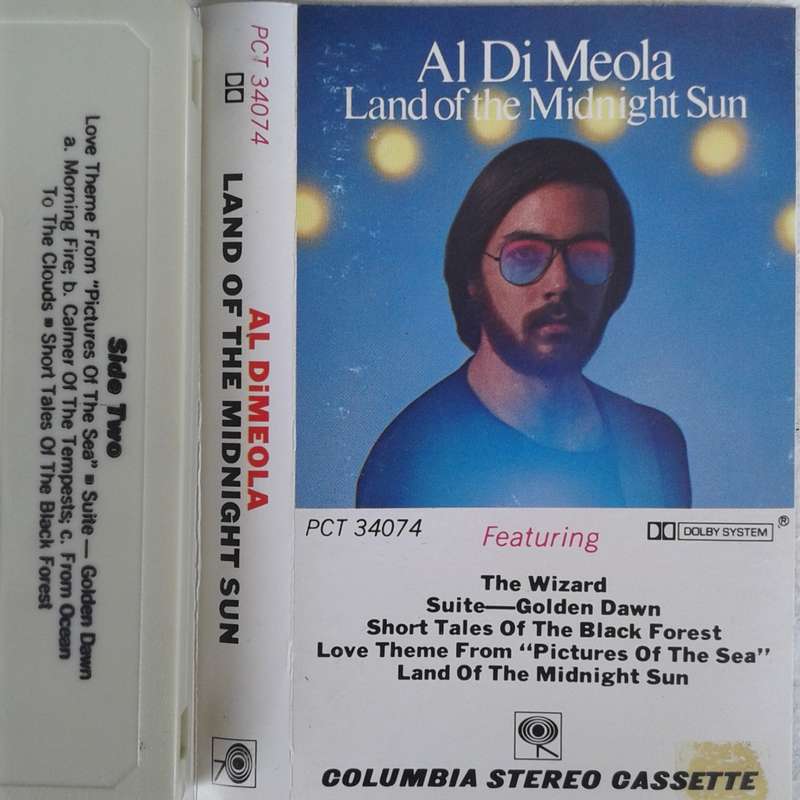 Side Two
Love Theme From "Pictures Of The Sea" ■ Suite — Golden Dawn
a. Morning Fire; b. Calmer Of The Tempests; c. From Ocean
To The Clouds ■ Short Tales Of The Black Forest
PCT 34074
AL DiMEOLA
LAND OF THE MIDNIGHT SUN
Al Di Meola
Land of the Midnight Sun
PCT 34074
Featuring
DOLBY SYSTEM ®
The Wizard
Suite—Golden Dawn
Short Tales Of The Black Forest
Love Theme From "Pictures Of The Sea"
Land Of The Midnight Sun
COLUMBIA STEREO CASSETTE